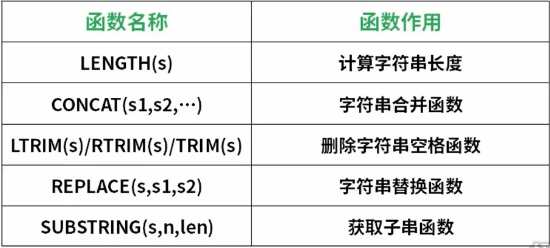 函数名称 函数作用
LENGTH(s) 计算字符串长度
CONCAT(s1,s2,…) 字符串合并函数
LTRIM(s)/RTRIM(s)/TRIM(s) 删除字符串空格函数
REPLACE(s,s1,s2) 字符串替换函数
SUBSTRING(s,n,len) 获取子串函数